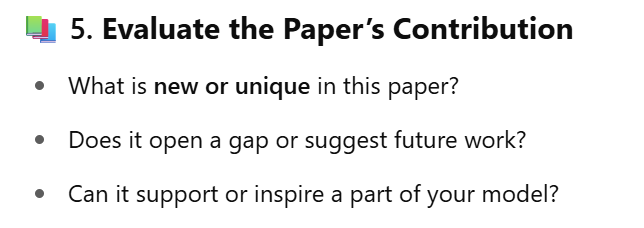 5. Evaluate the Paper’s Contribution
• What is new or unique in this paper?
• Does it open a gap or suggest future work?
• Can it support or inspire a part of your model?